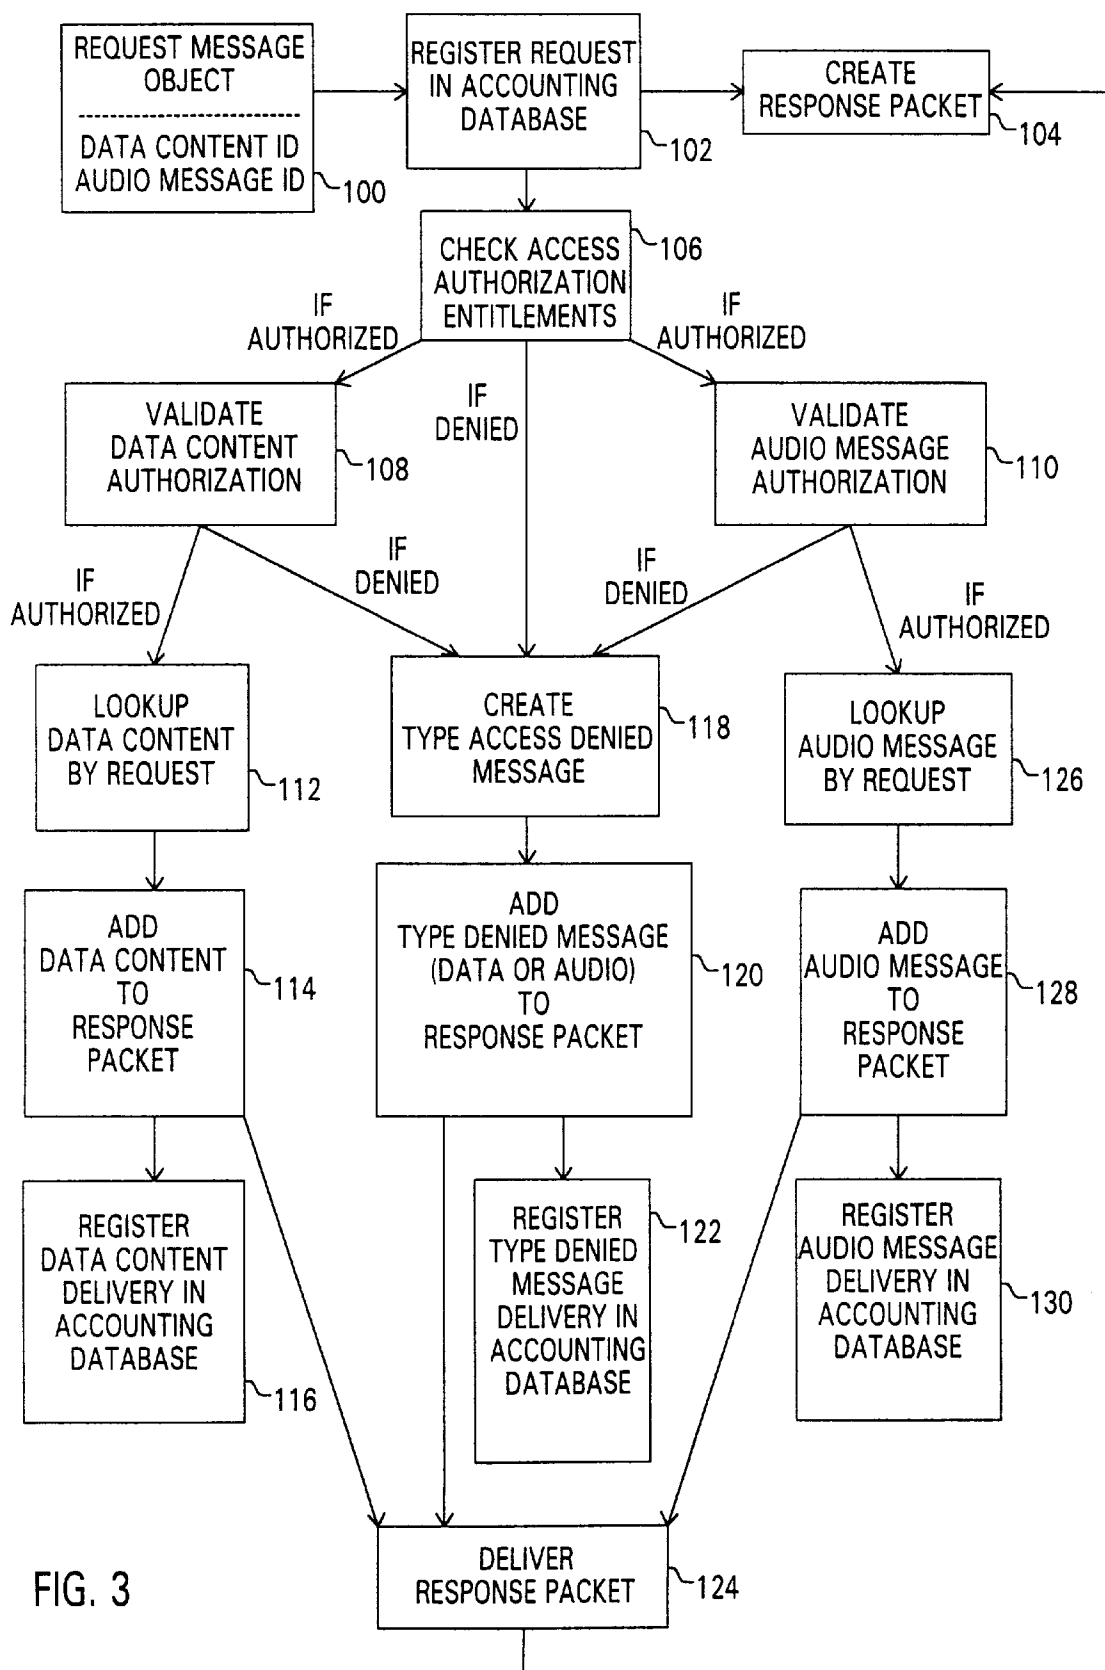 REQUEST MESSAGE
OBJECT
DATA CONTENT ID
AUDIO MESSAGE ID
100
REGISTER REQUEST
IN ACCOUNTING
DATABASE
102
CREATE
RESPONSE PACKET
104
CHECK ACCESS
AUTHORIZATION
ENTITLEMENTS
106
IF
AUTHORIZED
IF
DENIED
IF
AUTHORIZED
VALIDATE
DATA CONTENT
AUTHORIZATION
108
VALIDATE
AUDIO MESSAGE
AUTHORIZATION
110
IF
AUTHORIZED
IF
DENIED
IF
DENIED
IF
AUTHORIZED
LOOKUP
DATA CONTENT
BY REQUEST
112
CREATE
TYPE ACCESS DENIED
MESSAGE
118
LOOKUP
AUDIO MESSAGE
BY REQUEST
126
ADD
DATA CONTENT
TO
RESPONSE
PACKET
114
ADD
TYPE DENIED MESSAGE
(DATA OR AUDIO)
TO
RESPONSE PACKET
120
ADD
AUDIO MESSAGE
TO
RESPONSE
PACKET
128
REGISTER
DATA CONTENT
DELIVERY IN
ACCOUNTING
DATABASE
116
REGISTER
TYPE DENIED
MESSAGE
DELIVERY IN
ACCOUNTING
DATABASE
122
REGISTER
AUDIO MESSAGE
DELIVERY IN
ACCOUNTING
DATABASE
130
DELIVER
RESPONSE PACKET
124
FIG. 3